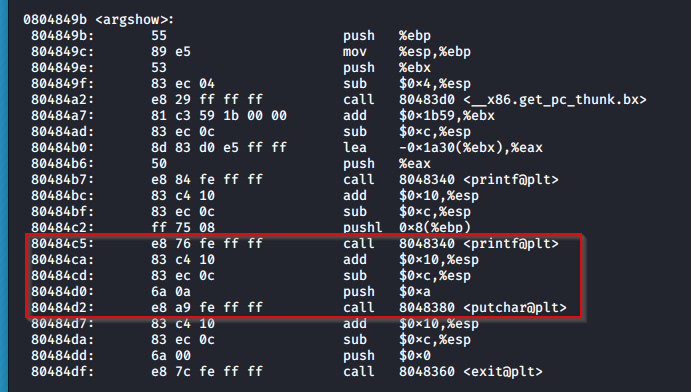 0804849b <argshow>:
804849b: 55 push %ebp
804849c: 89 e5 mov %esp,%ebp
804849e: 53 push %ebx
804849f: 83 ec 04 sub $0×4,%esp
80484a2: e8 29 ff ff ff call 80483d0 <__x86.get_pc_thunk.bx>
80484a7: 81 c3 59 1b 00 00 add $0×1b59,%ebx
80484ad: 83 ec 0c sub $0×c,%esp
80484b0: 8d 83 d0 e5 ff ff lea -0×1a30(%ebx),%eax
80484b6: 50 push %eax
80484b7: e8 84 fe ff ff call 8048340 <printf@plt>
80484bc: 83 c4 10 add $0×10,%esp
80484bf: 83 ec 0c sub $0×c,%esp
80484c2: ff 75 08 pushl 0×8(%ebp)
80484c5: e8 76 fe ff ff call 8048340 <printf@plt>
80484ca: 83 c4 10 add $0×10,%esp
80484cd: 83 ec 0c sub $0×c,%esp
80484d0: 6a 0a push $0×a
80484d2: e8 a9 fe ff ff call 8048380 <putchar@plt>
80484d7: 83 c4 10 add $0×10,%esp
80484da: 83 ec 0c sub $0×c,%esp
80484dd: 6a 00 push $0×0
80484df: e8 7c fe ff ff call 8048360 <exit@plt>